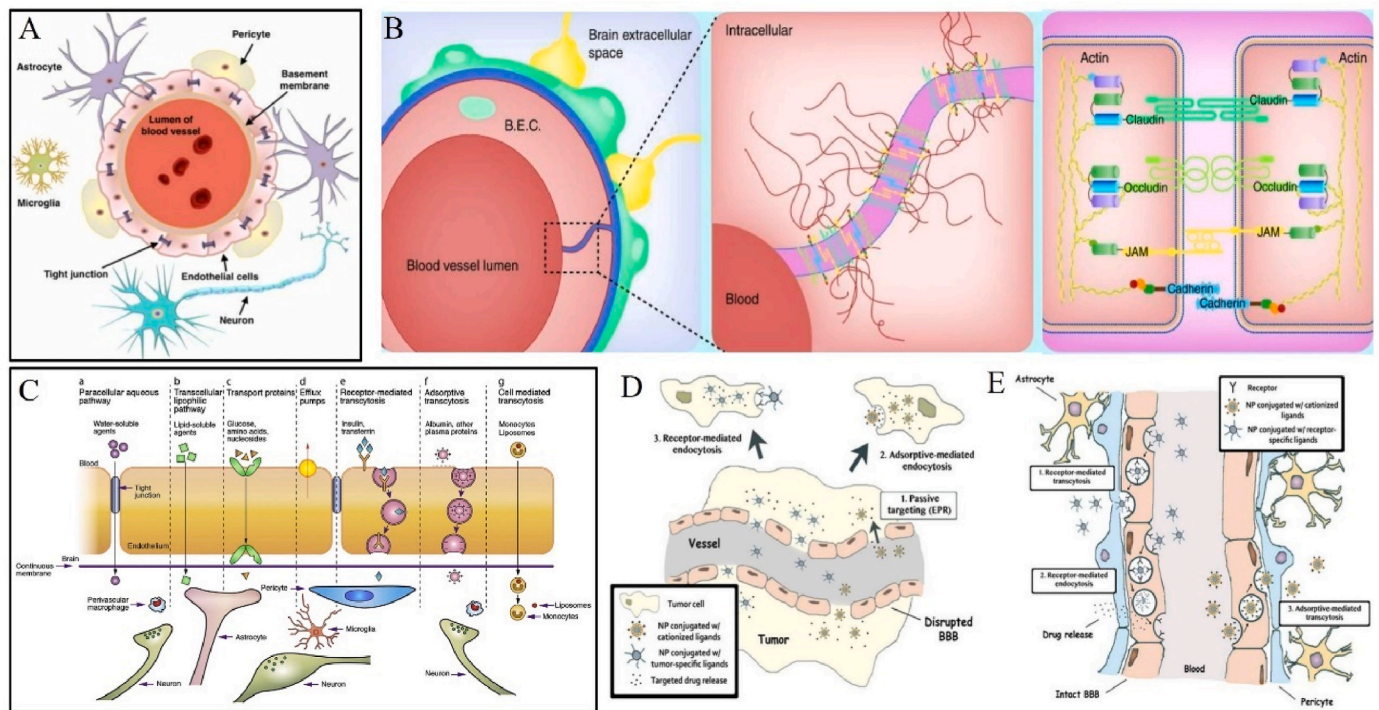 A
Pericyte
Astrocyte
Basement
membrane
Lumen of
blood vessel
Microglia
Tight junction
Endothelial cells
Neuron
B
Brain extracellular
space
B.E.C.
Blood vessel lumen
Intracellular
Blood
Actin
Actin
Claudin
Claudin
Occludin
Occludin
JAM
JAM
Cadherin
Cadherin
C
a
Paracellular aqueous
pathway
Water-soluble
agents
b
Transcellular
lipophilic
pathway
Lipid-soluble
agents
c
Transport proteins
Glucose,
amino acids,
nucleosides
d
Efflux
pumps
e
Receptor-mediated
transcytosis
Insulin,
transferrin
f
Adsorptive
transcytosis
Albumin, other
plasma proteins
g
Cell mediated
transcytosis
Monocytes
Liposomes
Blood
Tight
junction
Endothelium
Brain
Continuous
membrane
Perivascular
macrophage
Pericyte
Liposomes
Monocytes
Astrocyte
Microglia
Neuron
Neuron
Neuron
D
3. Receptor-mediated
endocytosis
2. Adsorptive-mediated
endocytosis
1. Passive
targeting (EPR)
Vessel
Tumor
Disrupted
BBB
Tumor cell
NP conjugated w/
cationized ligands
NP conjugated w/
tumor-specific ligands
Targeted drug release
E
Astrocyte
Receptor
NP conjugated w/
cationized ligands
NP conjugated w/ receptor-
specific ligands
1. Receptor-mediated
transcytosis
2. Receptor-mediated
endocytosis
3. Adsorptive-mediated
transcytosis
Drug release
Blood
Intact BBB
Pericyte